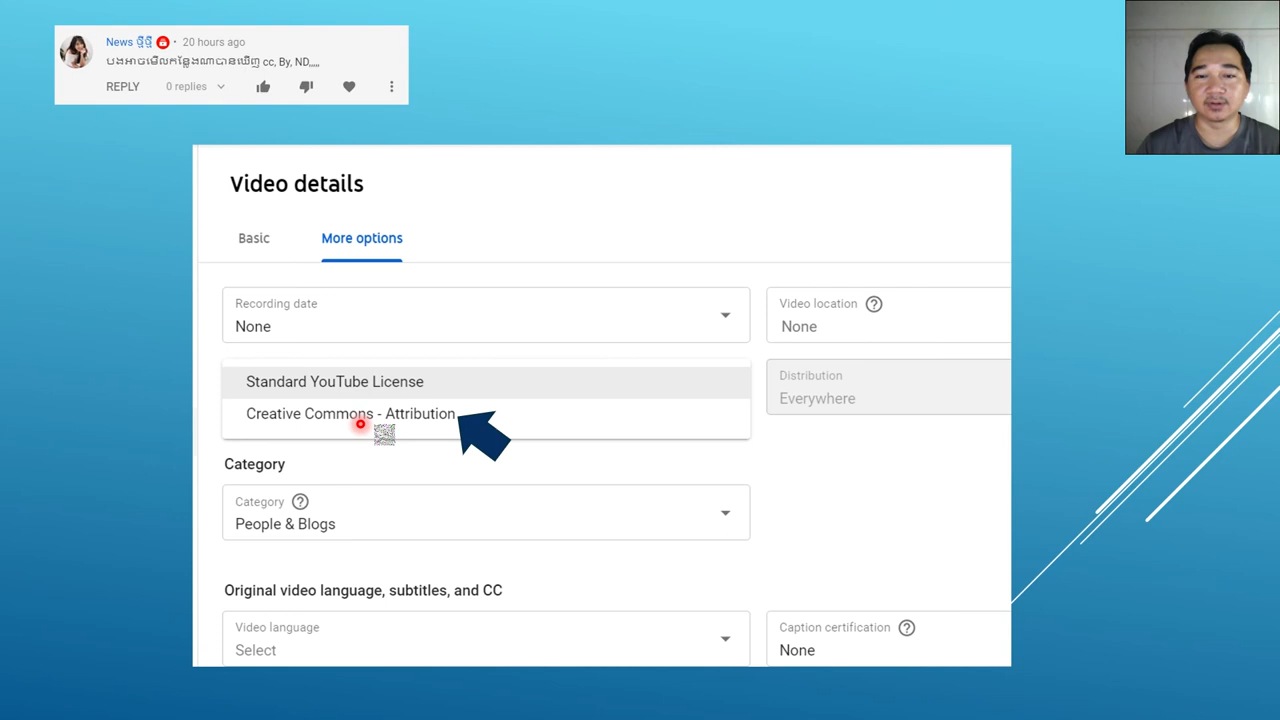 News ថ្មីថ្មី · 20 hours ago
បងអាចមើលកន្លែងណាបានឃើញ cc, By, ND,,,,,
REPLY 0 replies
Video details
Basic More options
Recording date
None
Video location
None
Standard YouTube License
Creative Commons - Attribution
Distribution
Everywhere
Category
Category
People & Blogs
Original video language, subtitles, and CC
Video language
Select
Caption certification
None